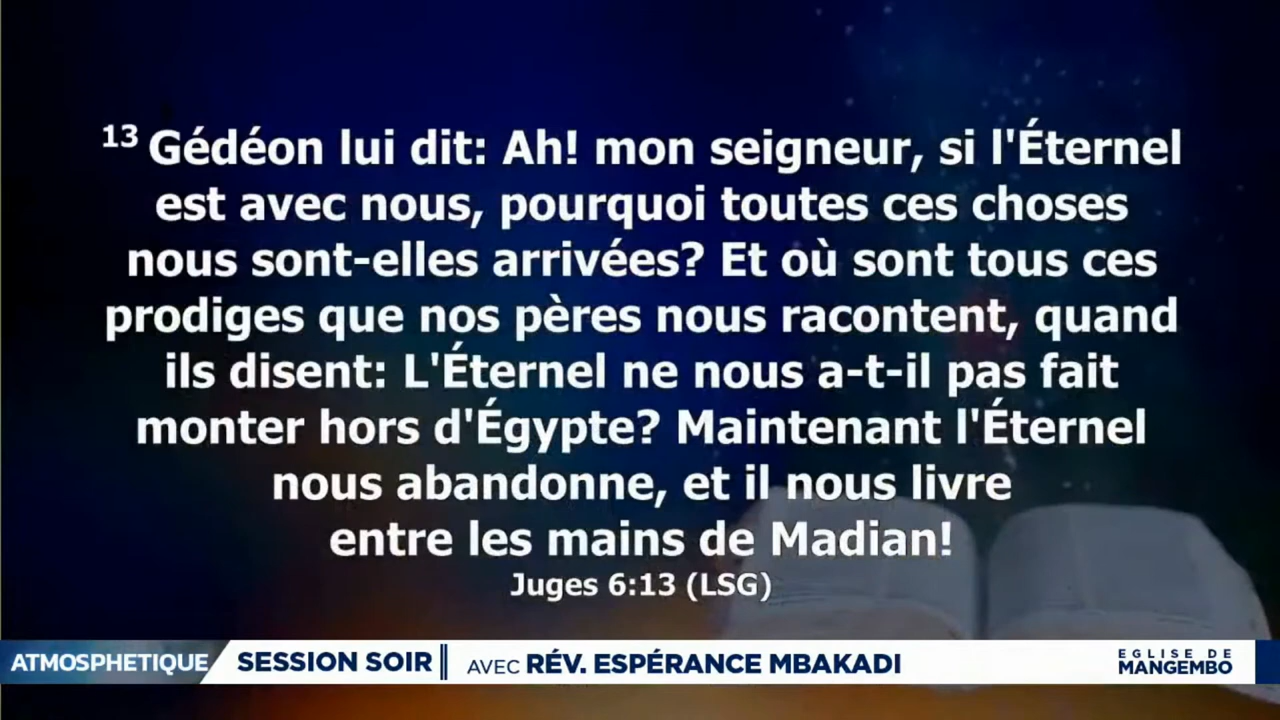 13 Gédéon lui dit: Ah! mon seigneur, si l'Éternel
est avec nous, pourquoi toutes ces choses
nous sont-elles arrivées? Et où sont tous ces
prodiges que nos pères nous racontent, quand
ils disent: L'Éternel ne nous a-t-il pas fait
monter hors d'Égypte? Maintenant l'Éternel
nous abandonne, et il nous livre
entre les mains de Madian!
Juges 6:13 (LSG)
ATMOSPHETIQUE SESSION SOIR AVEC RÉV. ESPÉRANCE MBAKADI
EGLISE DE
MANGEMBO